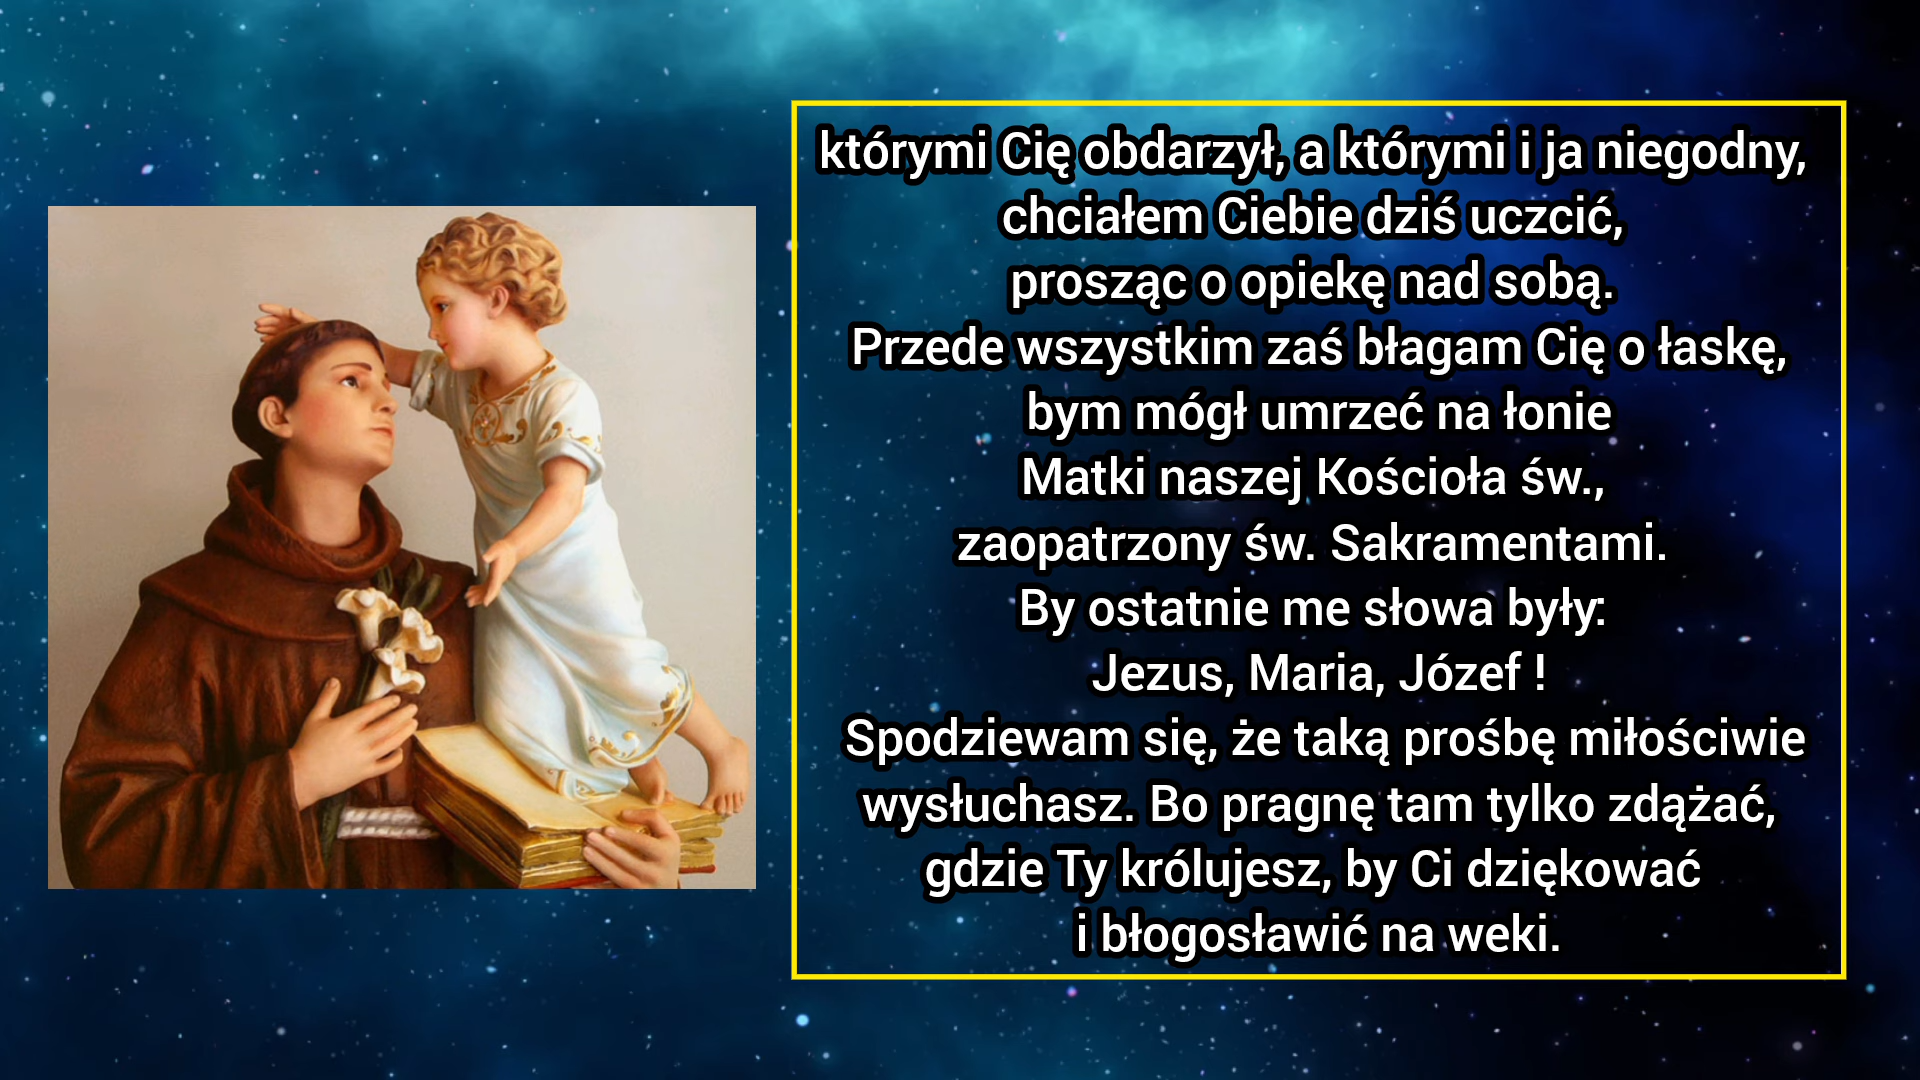 którymi Cię obdarzył, a którymi i ja niegodny,
chciałem Ciebie dziś uczcić,
prosząc o opiekę nad sobą.
Przede wszystkim zaś błagam Cię o łaskę,
bym mógł umrzeć na łonie
Matki naszej Kościoła św.,
zaopatrzony św. Sakramentami.
By ostatnie me słowa były:
Jezus, Maria, Józef !
Spodziewam się, że taką prośbę miłościwie
wysłuchasz. Bo pragnę tam tylko zdążać,
gdzie Ty królujesz, by Ci dziękować
i błogosławić na weki.